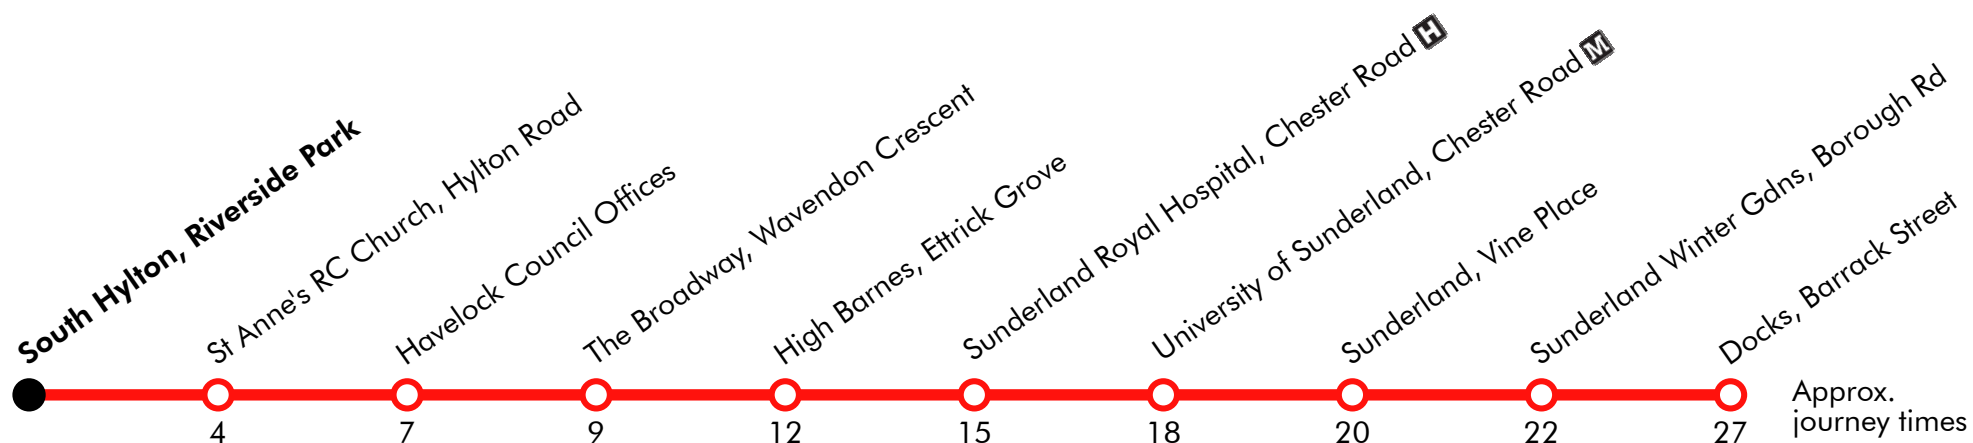 South Hylton, Riverside Park
St Anne's RC Church, Hylton Road
Havelock Council Offices
The Broadway, Wavendon Crescent
High Barnes, Ettrick Grove
Sunderland Royal Hospital, Chester Road H
University of Sunderland, Chester Road M
Sunderland, Vine Place
Sunderland Winter Gdns, Borough Rd
Docks, Barrack Street
4 7 9 12 15 18 20 22 27
Approx.
journey times